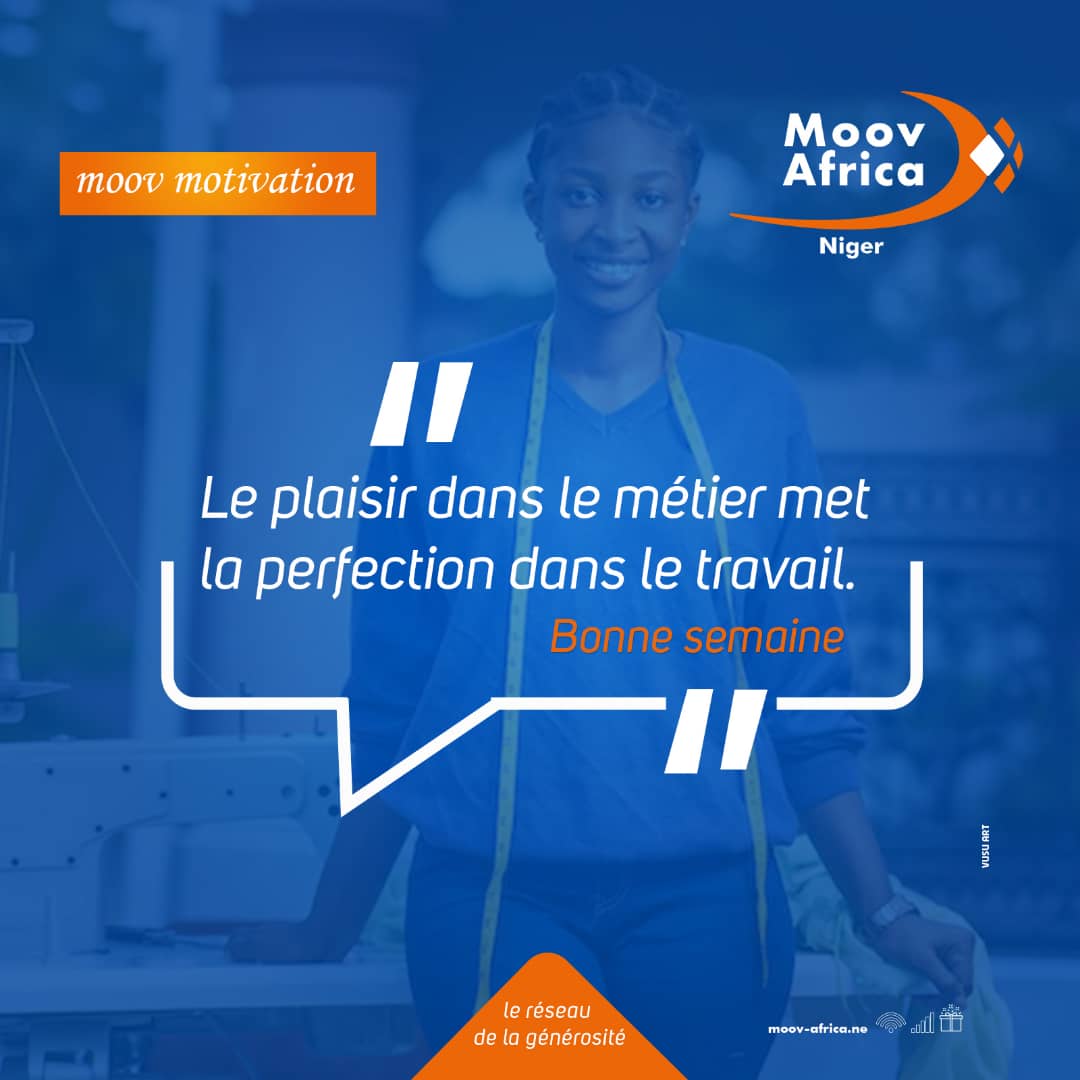 moov motivation
Moov
Africa
Niger
Le plaisir dans le métier met
la perfection dans le travail.
Bonne semaine
VUSU ART
le réseau
de la générosité
moov-africa.ne